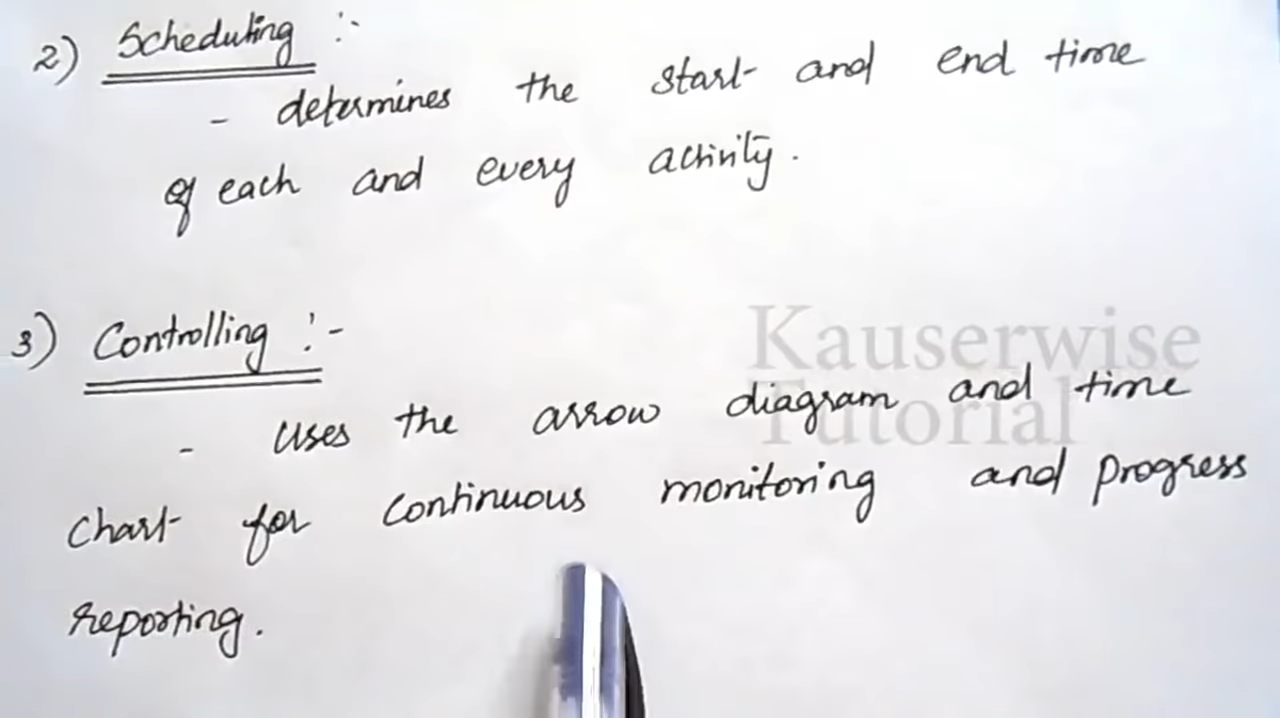 2) Scheduling :-
- determines the start and end time
of each and every activity.
3) Controlling :-
Kauserwise
Tutorial
- uses the arrow diagram and time
chart for continuous monitoring and progress
reporting.